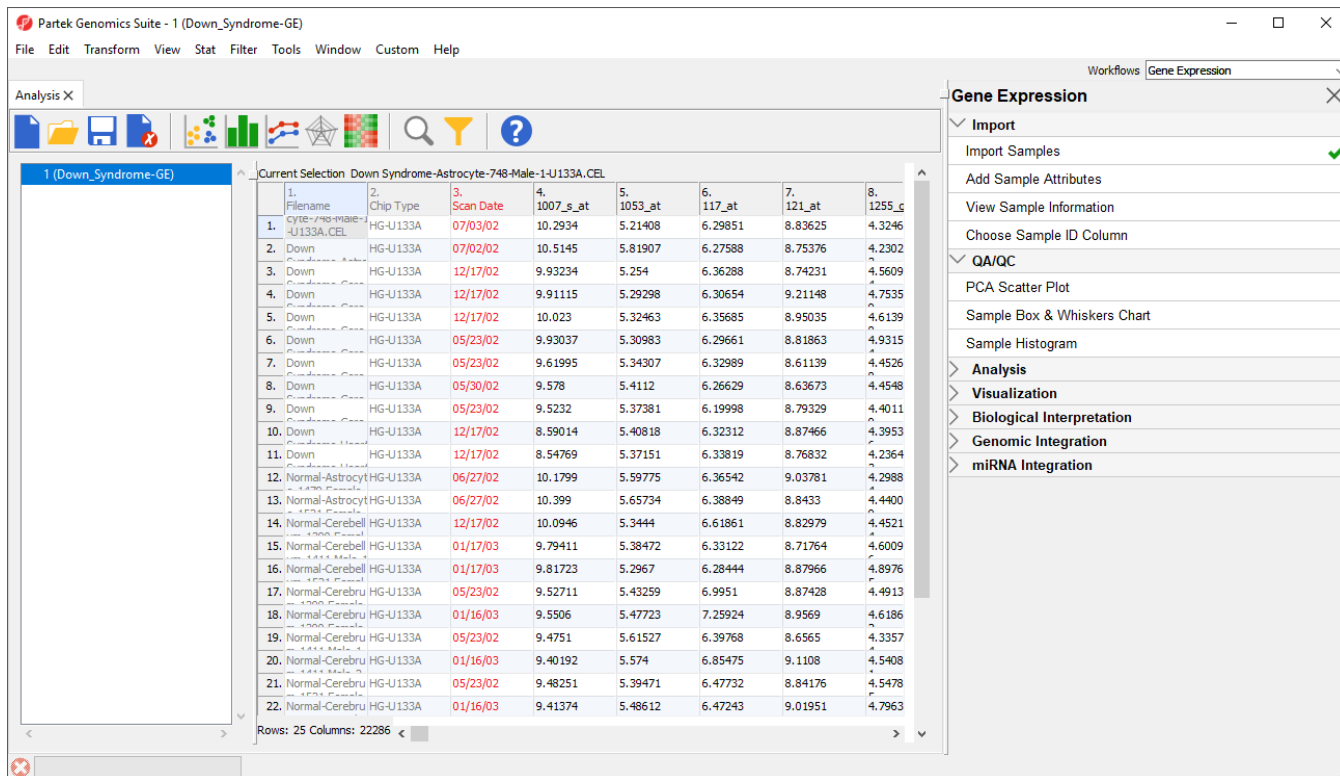 Partek Genomics Suite - 1 (Down_Syndrome-GE)
File Edit Transform View Stat Filter Tools Window Custom Help
Workflows Gene Expression
Analysis
Gene Expression
Import
Import Samples
Add Sample Attributes
View Sample Information
Choose Sample ID Column
QA/QC
PCA Scatter Plot
Sample Box & Whiskers Chart
Sample Histogram
Analysis
Visualization
Biological Interpretation
Genomic Integration
miRNA Integration
1 (Down_Syndrome-GE)
Current Selection Down Syndrome-Astrocyte-748-Male-1-U133A.CEL
1. 2. 3. 4. 5. 6. 7. 8.
Filename Chip Type Scan Date 1007_s_at 1053_at 117_at 121_at
1. -U133A.CEL HG-U133A 07/03/02 10.2934 5.21408 6.29851 8.83625 4.3246
2. Down HG-U133A 07/02/02 10.5145 5.81907 6.27588 8.75376 4.2302
3. Down HG-U133A 12/17/02 9.93234 5.254 6.36288 8.74231 4.5609
4. Down HG-U133A 12/17/02 9.91115 5.29298 6.30654 9.21148 4.7535
5. Down HG-U133A 12/17/02 10.023 5.32463 6.35685 8.95035 4.6139
6. Down HG-U133A 05/23/02 9.93037 5.30983 6.29661 8.81863 4.9315
7. Down HG-U133A 05/23/02 9.61995 5.34307 6.32989 8.61139 4.4526
8. Down HG-U133A 05/30/02 9.578 5.4112 6.26629 8.63673 4.4548
9. Down HG-U133A 05/23/02 9.5232 5.37381 6.19998 8.79329 4.4011
10. Down HG-U133A 12/17/02 8.59014 5.40818 6.32312 8.87466 4.3953
11. Down HG-U133A 12/17/02 8.54769 5.37151 6.33819 8.76832 4.2364
12. Normal-Astrocyt HG-U133A 06/27/02 10.1799 5.59775 6.36542 9.03781 4.2988
13. Normal-Astrocyt HG-U133A 06/27/02 10.399 5.65734 6.38849 8.8433 4.4400
14. Normal-Cerebell HG-U133A 12/17/02 10.0946 5.3444 6.61861 8.82979 4.4521
15. Normal-Cerebell HG-U133A 01/17/03 9.79411 5.38472 6.33122 8.71764 4.6009
16. Normal-Cerebell HG-U133A 01/17/03 9.81723 5.2967 6.28444 8.87966 4.8976
17. Normal-Cerebru HG-U133A 05/23/02 9.52711 5.43259 6.9951 8.87428 4.4913
18. Normal-Cerebru HG-U133A 01/16/03 9.5506 5.47723 7.25924 8.9569 4.6186
19. Normal-Cerebru HG-U133A 05/23/02 9.4751 5.61527 6.39768 8.6565 4.3357
20. Normal-Cerebru HG-U133A 01/16/03 9.40192 5.574 6.85475 9.1108 4.5408
21. Normal-Cerebru HG-U133A 05/23/02 9.48251 5.39471 6.47732 8.84176 4.5478
22. Normal-Cerebru HG-U133A 01/16/03 9.41374 5.48612 6.47243 9.01951 4.7963
Rows: 25 Columns: 22286